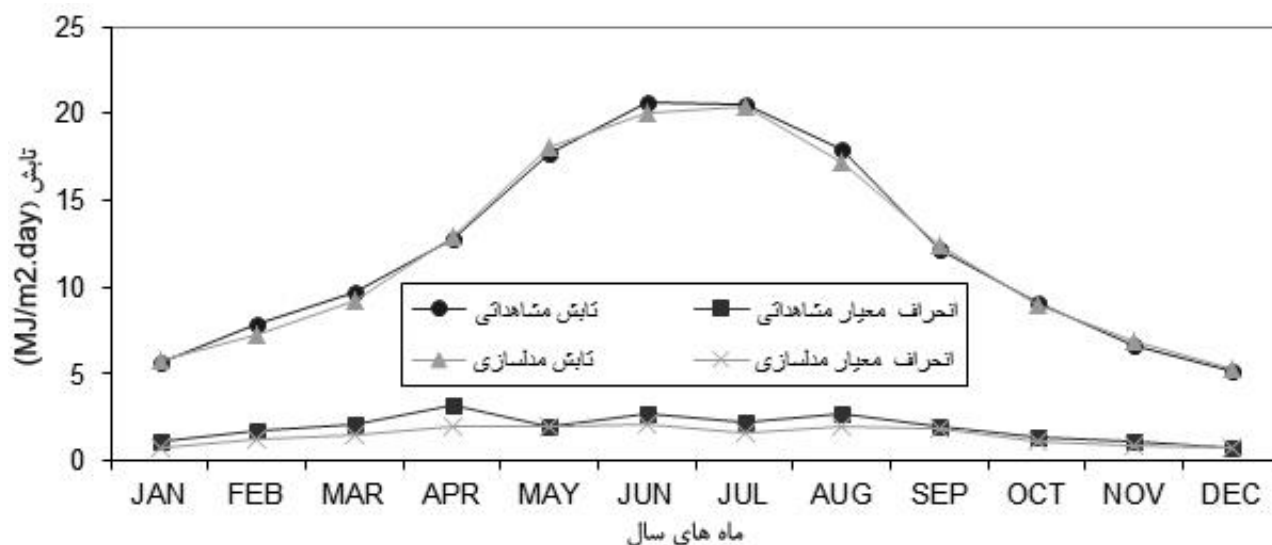 25
20
15
10
5
0
تابش (MJ/m2.day)
تابش مشاهداتی
انحراف معیار مشاهداتی
تابش مدلسازی
انحراف معیار مدلسازی
JAN FEB MAR APR MAY JUN JUL AUG SEP OCT NOV DEC
ماه های سال